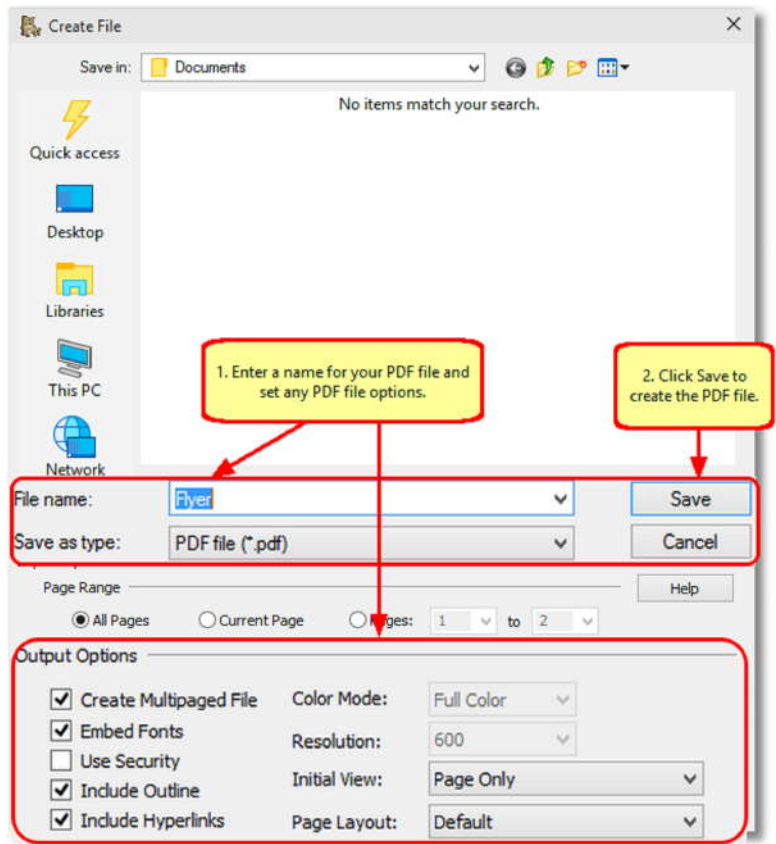 Create File
Save in: Documents
No items match your search.
Quick access
Desktop
Libraries
This PC
Network
1. Enter a name for your PDF file and
set any PDF file options.
2. Click Save to
create the PDF file.
File name: Flyer Save
Save as type: PDF file (*.pdf) Cancel
Page Range Help
All Pages Current Page 1 to 2
Output Options
Create Multipaged File Color Mode: Full Color
Embed Fonts Resolution: 600
Use Security
Include Outline Initial View: Page Only
Include Hyperlinks Page Layout: Default